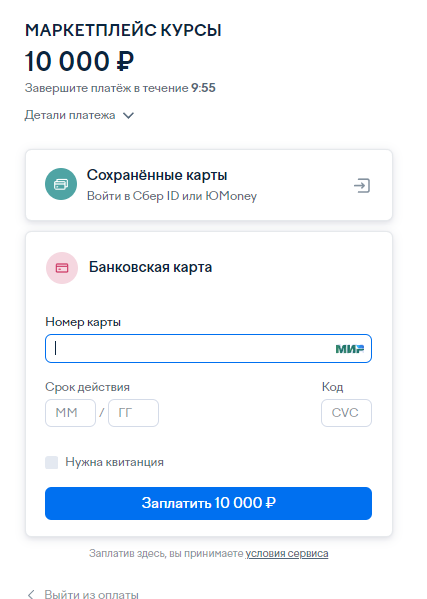 МАРКЕТПЛЕЙС КУРСЫ
10 000 ₽
Завершите платёж в течение 9:55
Детали платежа
Сохранённые карты
Войти в Сбер ID или ЮMoney
Банковская карта
Номер карты
МИР
Срок действия Код
ММ / ГГ CVC
Нужна квитанция
Заплатить 10 000 ₽
Заплатив здесь, вы принимаете условия сервиса
Выйти из оплаты